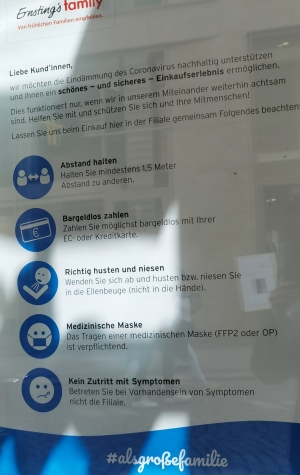 Ernsting's family
Von fröhlichen Familien empfohlen.
Liebe Kund'innen,
wir möchten die Eindämmung des Coronavirus nachhaltig unterstützen
und Ihnen ein schönes – und sicheres – Einkaufserlebnis ermöglichen.
Dies funktioniert nur, wenn wir in unserem Miteinander weiterhin achtsam
sind. Helfen Sie mit und schützen Sie sich und Ihre Mitmenschen!
Lassen Sie uns beim Einkauf hier in der Filiale gemeinsam Folgendes beachten:
Abstand halten
Halten Sie mindestens 1,5 Meter
Abstand zu anderen.
Bargeldlos zahlen
Zahlen Sie möglichst bargeldlos mit Ihrer
EC- oder Kreditkarte.
€
Richtig husten und niesen
Wenden Sie sich ab und husten bzw. niesen Sie
in die Ellenbeuge (nicht in die Hände).
Medizinische Maske
Das Tragen einer medizinischen Maske (FFP2 oder OP)
ist verpflichtend.
Kein Zutritt mit Symptomen
Betreten Sie bei Vorhandensein von Symptomen
nicht die Filiale.
#alsgroßefamilie